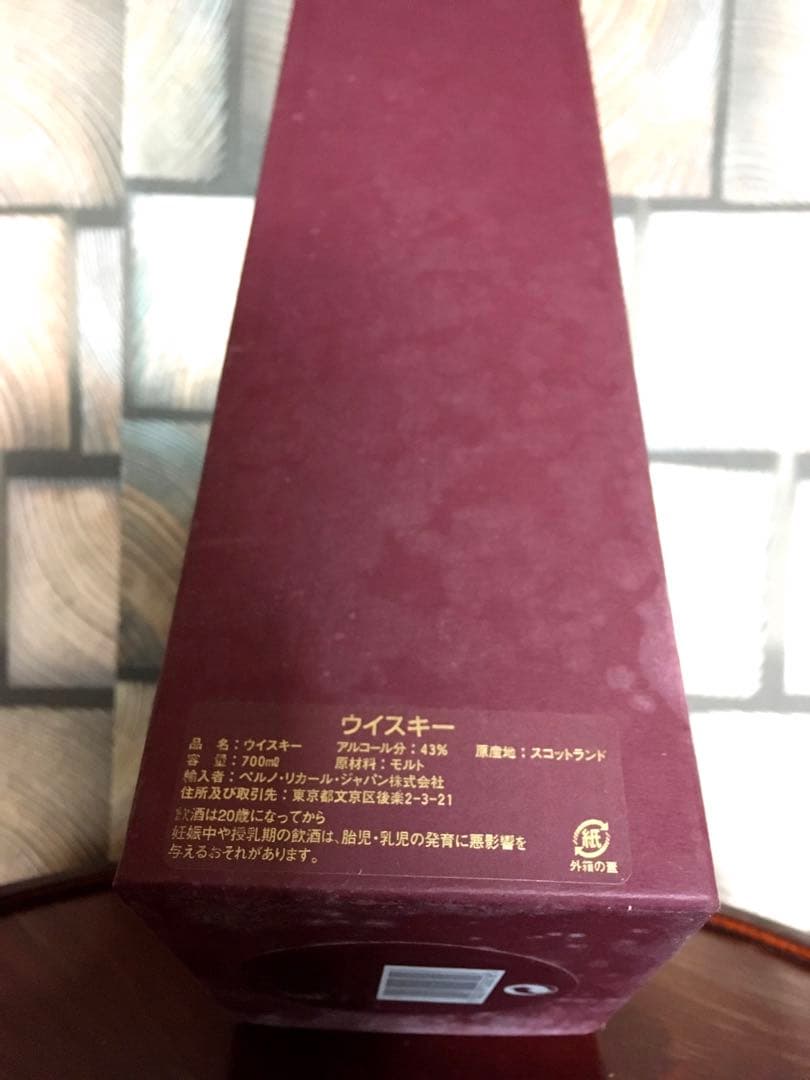 ウイスキー
品 名：ウイスキー アルコール分：43% 原産地：スコットランド
容 量：700mℓ 原材料：モルト
輸入者：ペルノ・リカール・ジャパン株式会社
住所及び取引先：東京都文京区後楽2-3-21
飲酒は20歳になってから
妊娠中や授乳期の飲酒は、胎児・乳児の発育に悪影響を
与えるおそれがあります。
紙
外箱の蓋